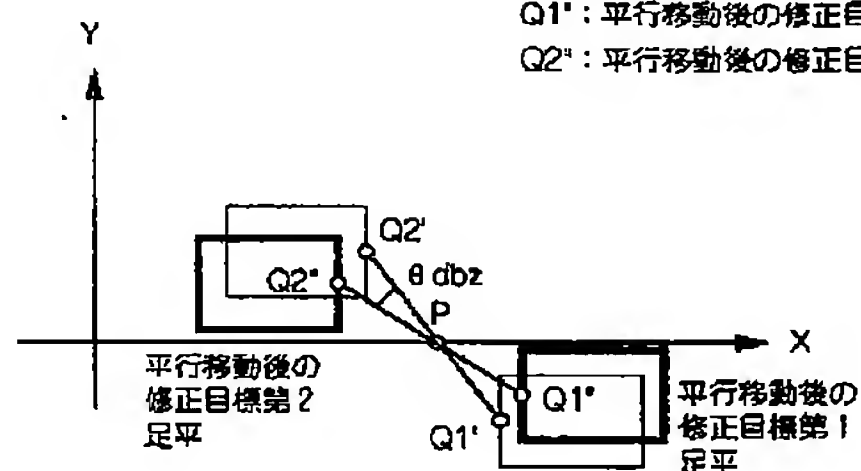 Q1": 平行移動後の修正目
Q2": 平行移動後の修正目
Y
Q2'
Q2"
θ dbz
P
X
平行移動後の
修正目標第2
足平
Q1"
Q1'
平行移動後の
修正目標第1
足平